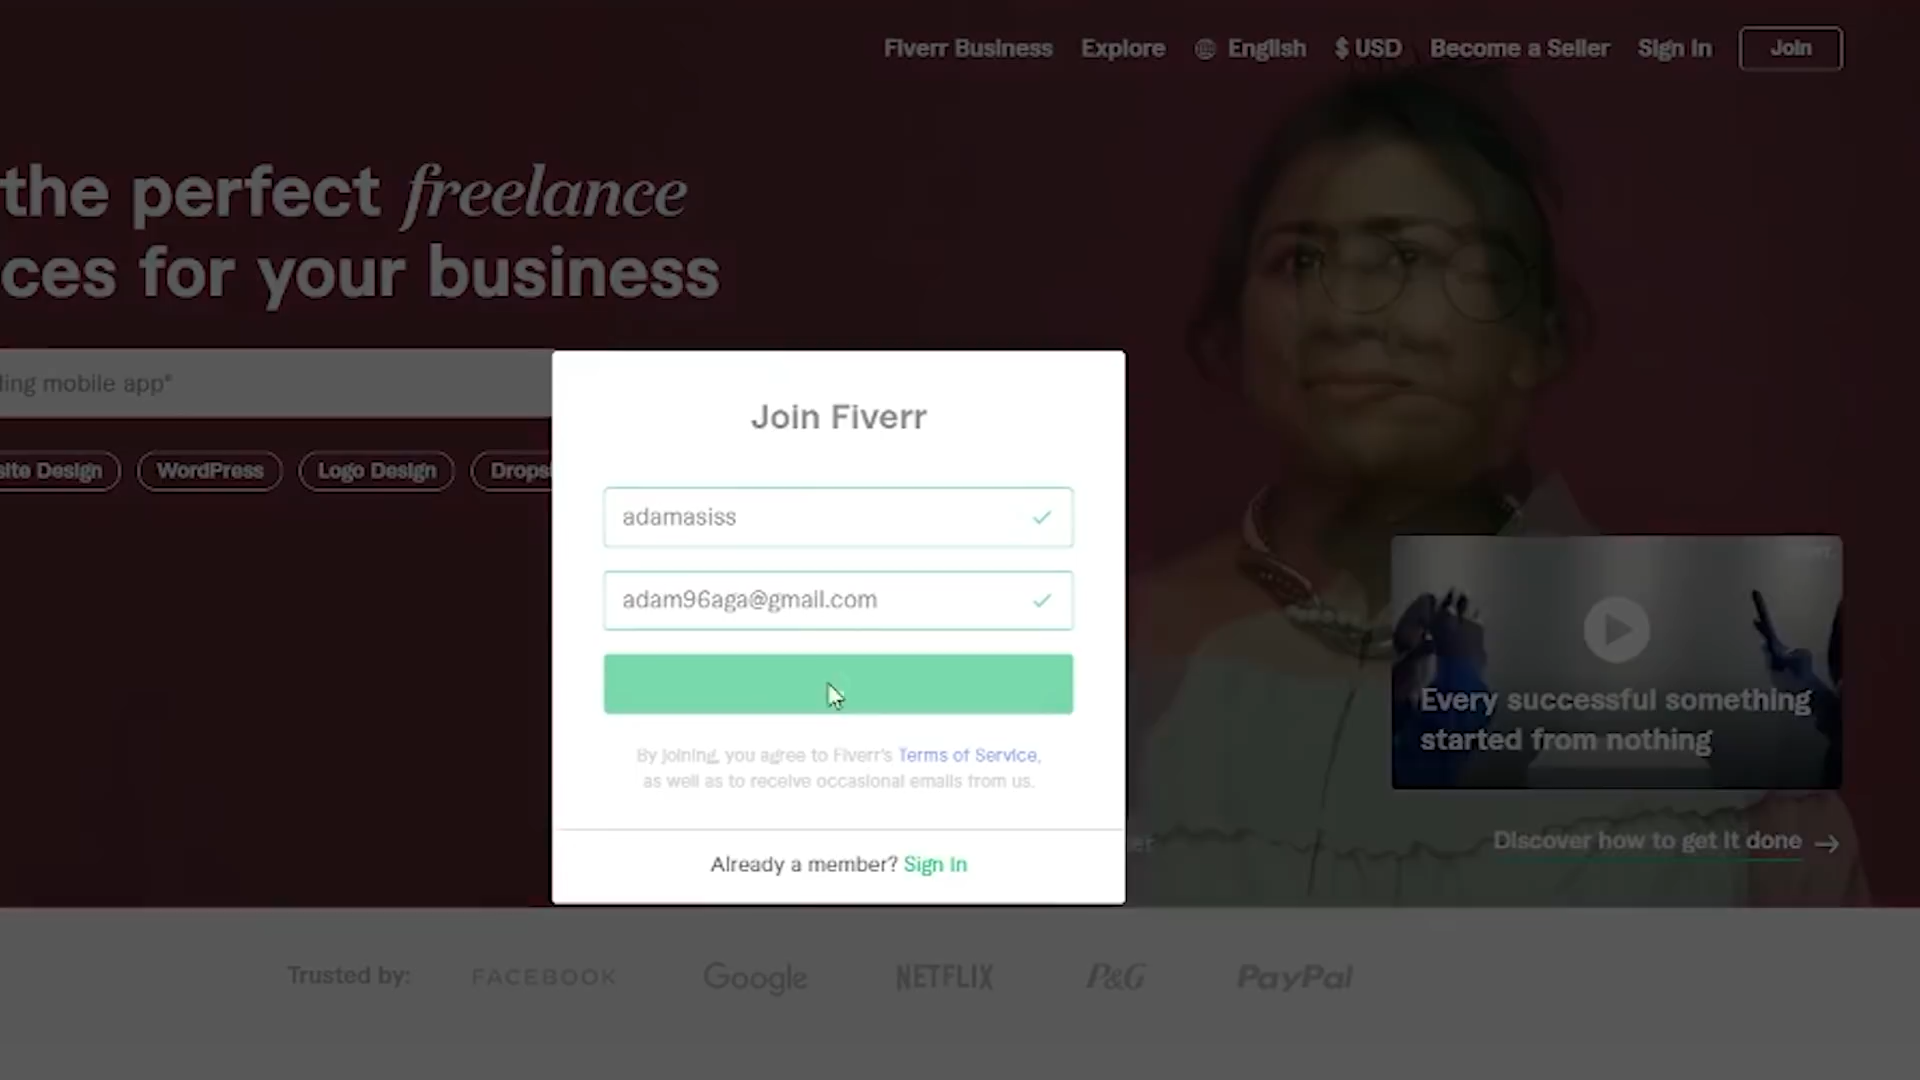 Fiverr Business Explore English $ USD Become a Seller Sign In Join
the perfect freelance
ces for your business
ling mobile app"
site Design WordPress Logo Design Drops
Join Fiverr
adamasiss
adam96aga@gmail.com
By joining, you agree to Fiverr's Terms of Service,
as well as to receive occasional emails from us.
Already a member? Sign In
Every successful something
started from nothing
er
Discover how to get it done →
Trusted by: FACEBOOK Google NETFLIX P&G PayPal